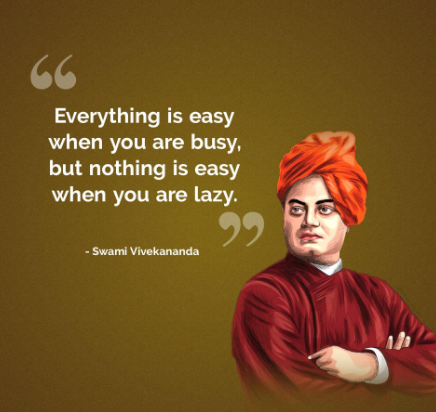 “
Everything is easy
when you are busy,
but nothing is easy
when you are lazy.
”
- Swami Vivekananda